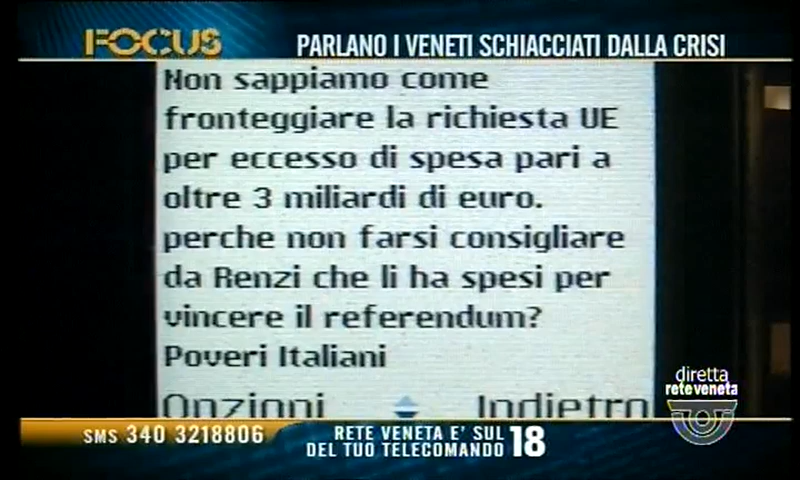 FOCUS
PARLANO I VENETI SCHIACCIATI DALLA CRISI
Non sappiamo come
fronteggiare la richiesta UE
per eccesso di spesa pari a
oltre 3 miliardi di euro.
perche non farsi consigliare
da Renzi che li ha spesi per
vincere il referendum?
Poveri Italiani
Opzioni Indietro
diretta
reteveneta
SMS 340 3218806
RETE VENETA E' SUL
DEL TUO TELECOMANDO 18